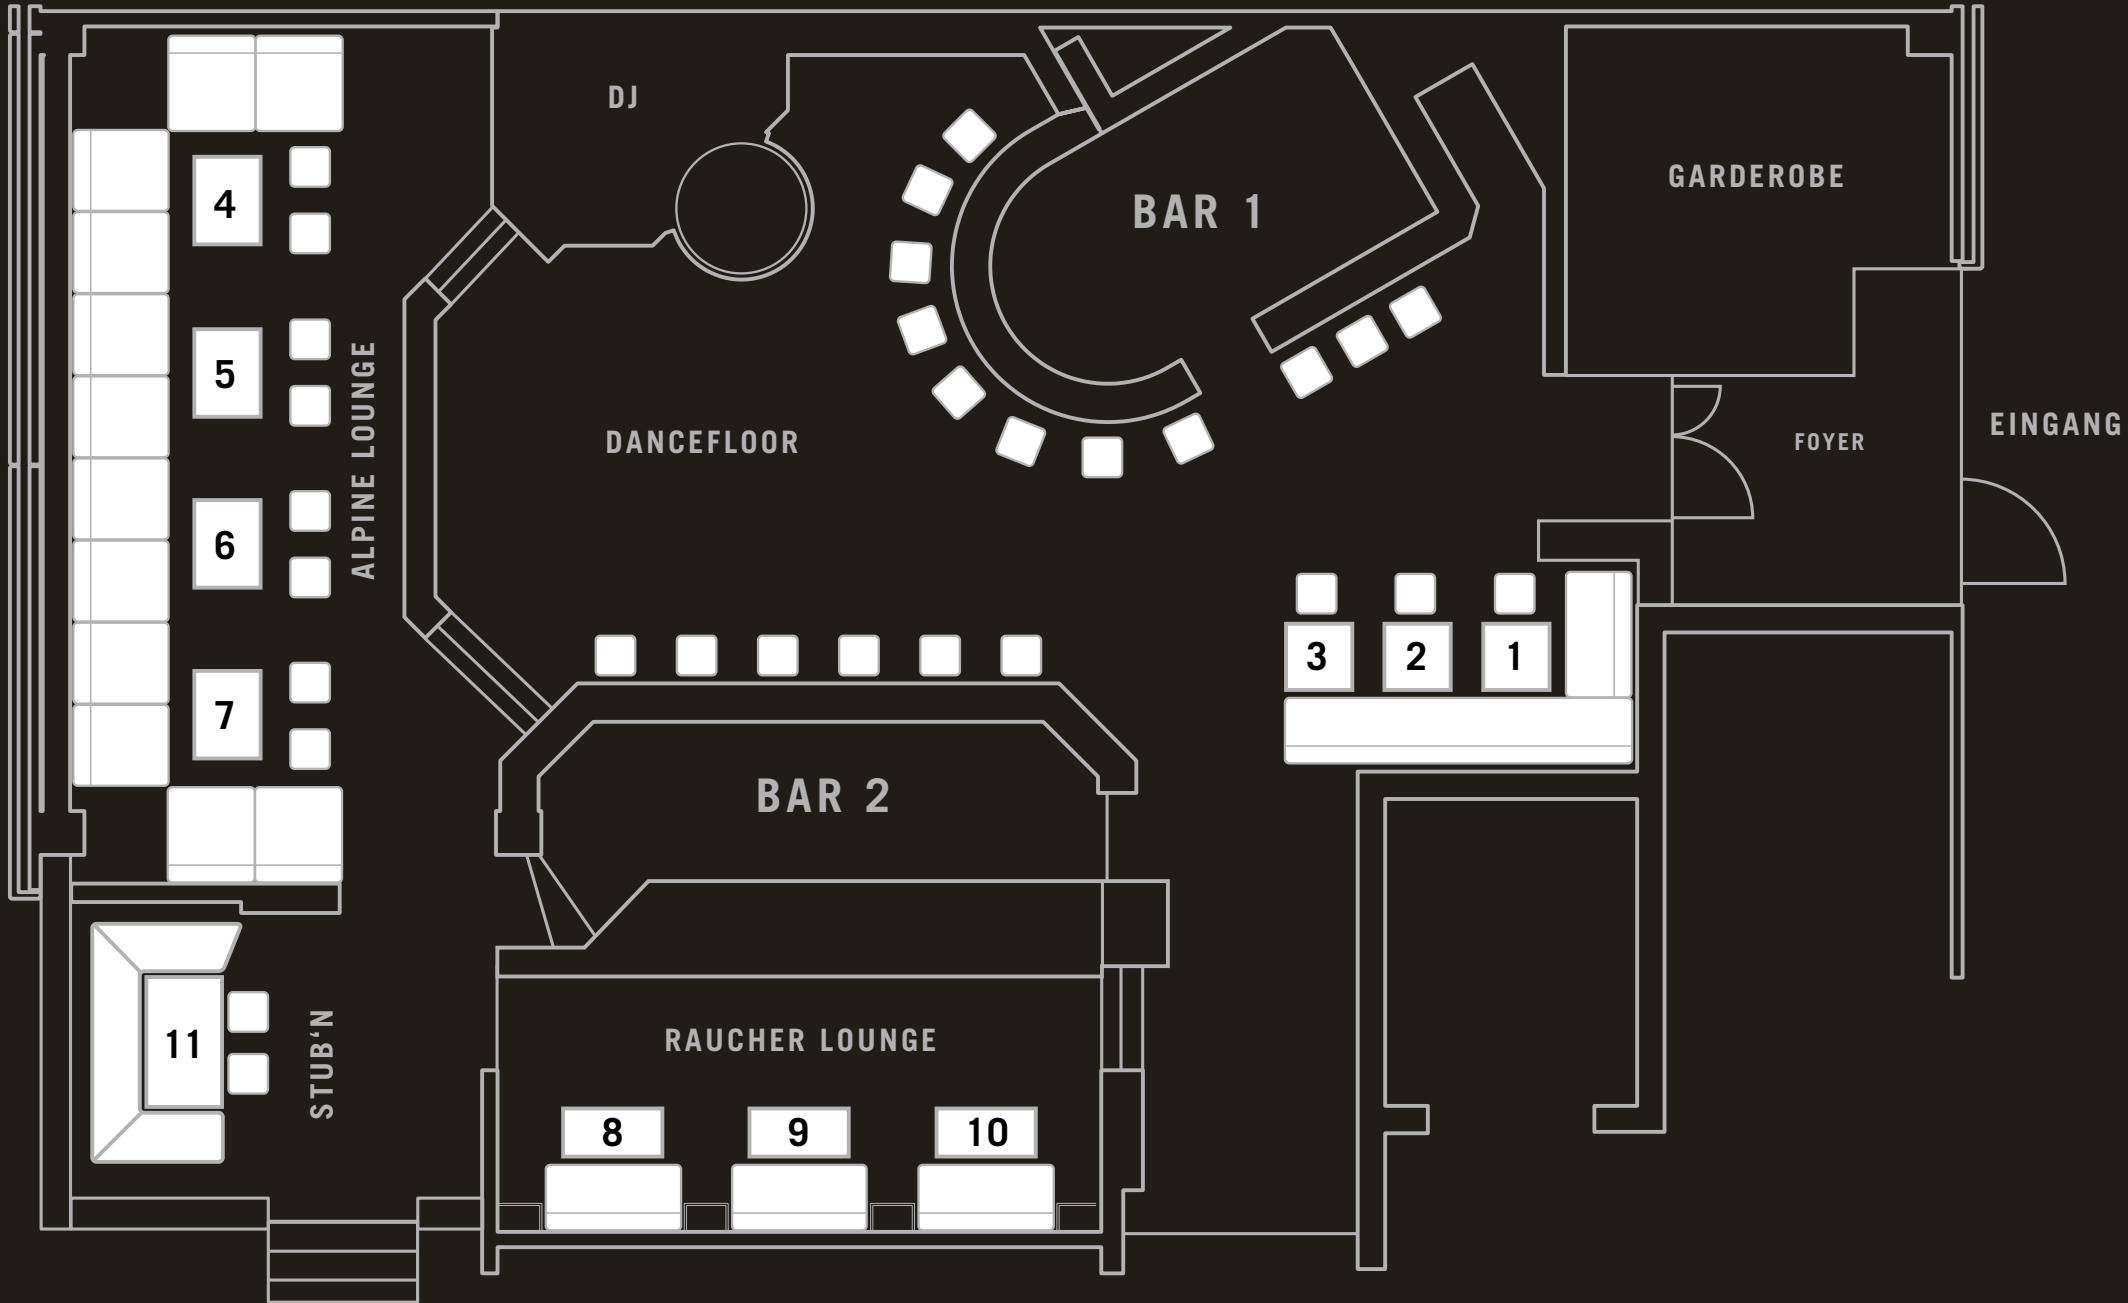 DJ
BAR 1
GARDEROBE
4
5
ALPINE LOUNGE
DANCEFLOOR
FOYER
EINGANG
6
3
2
1
7
BAR 2
11
STUB‘N
RAUCHER LOUNGE
8
9
10